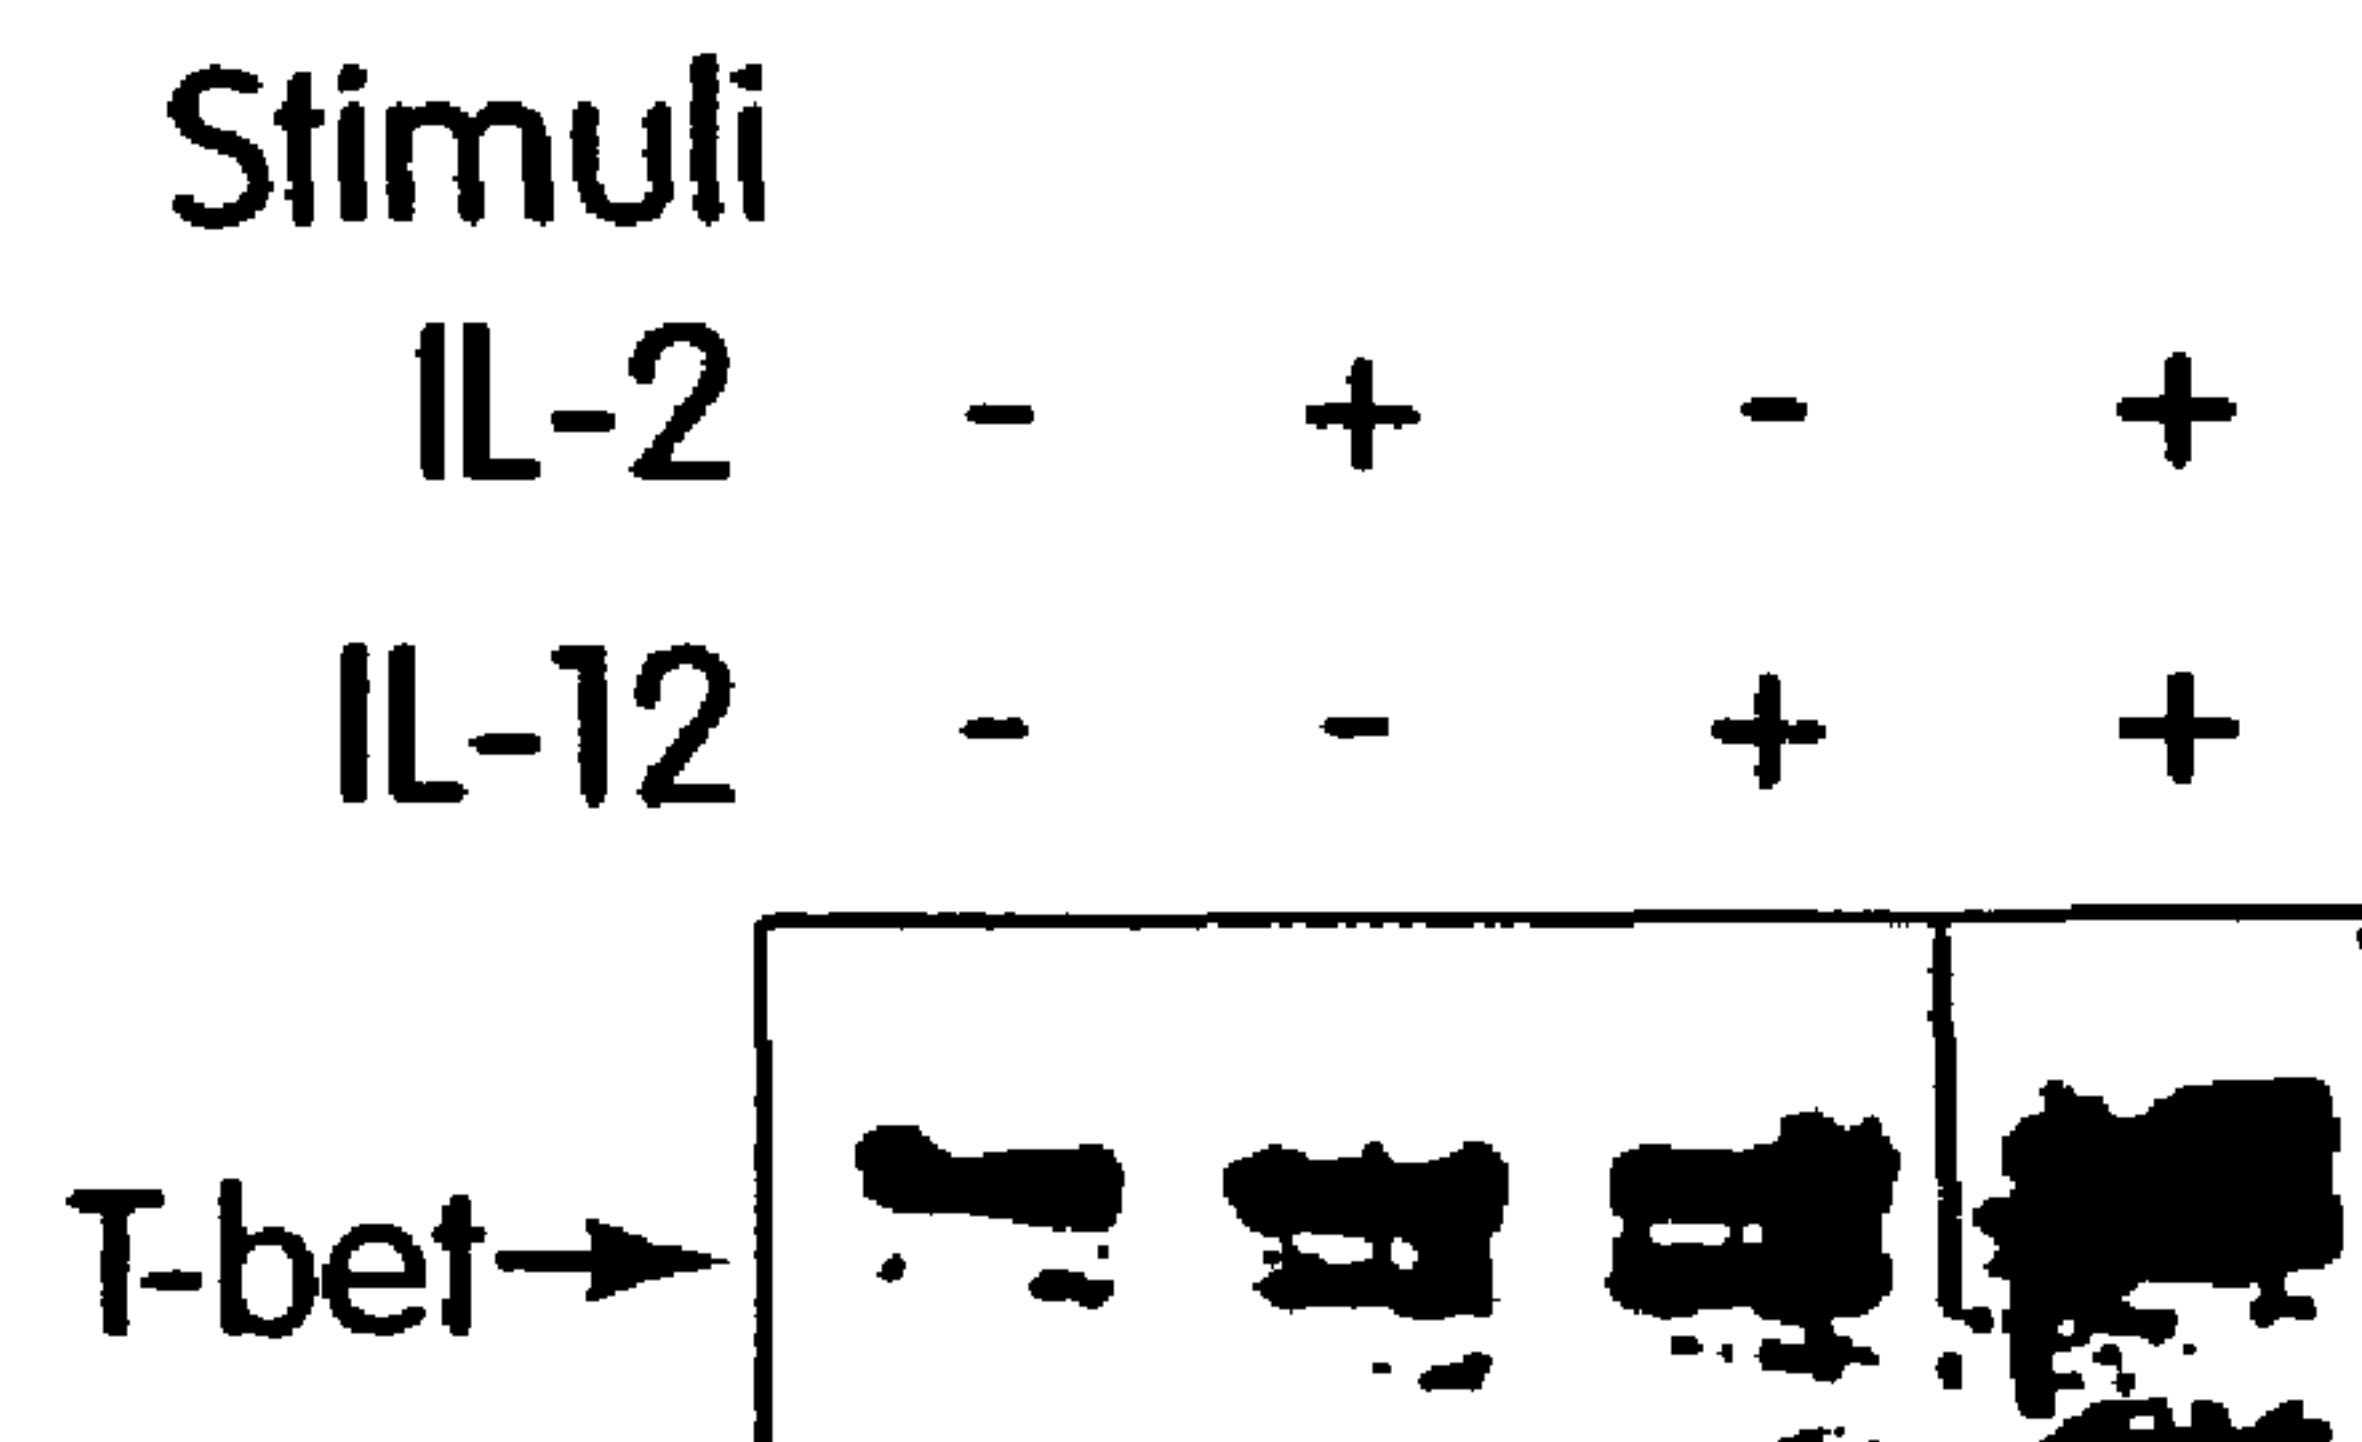 Stimuli
IL-2 - + - +
IL-12 - - + +
T-bet